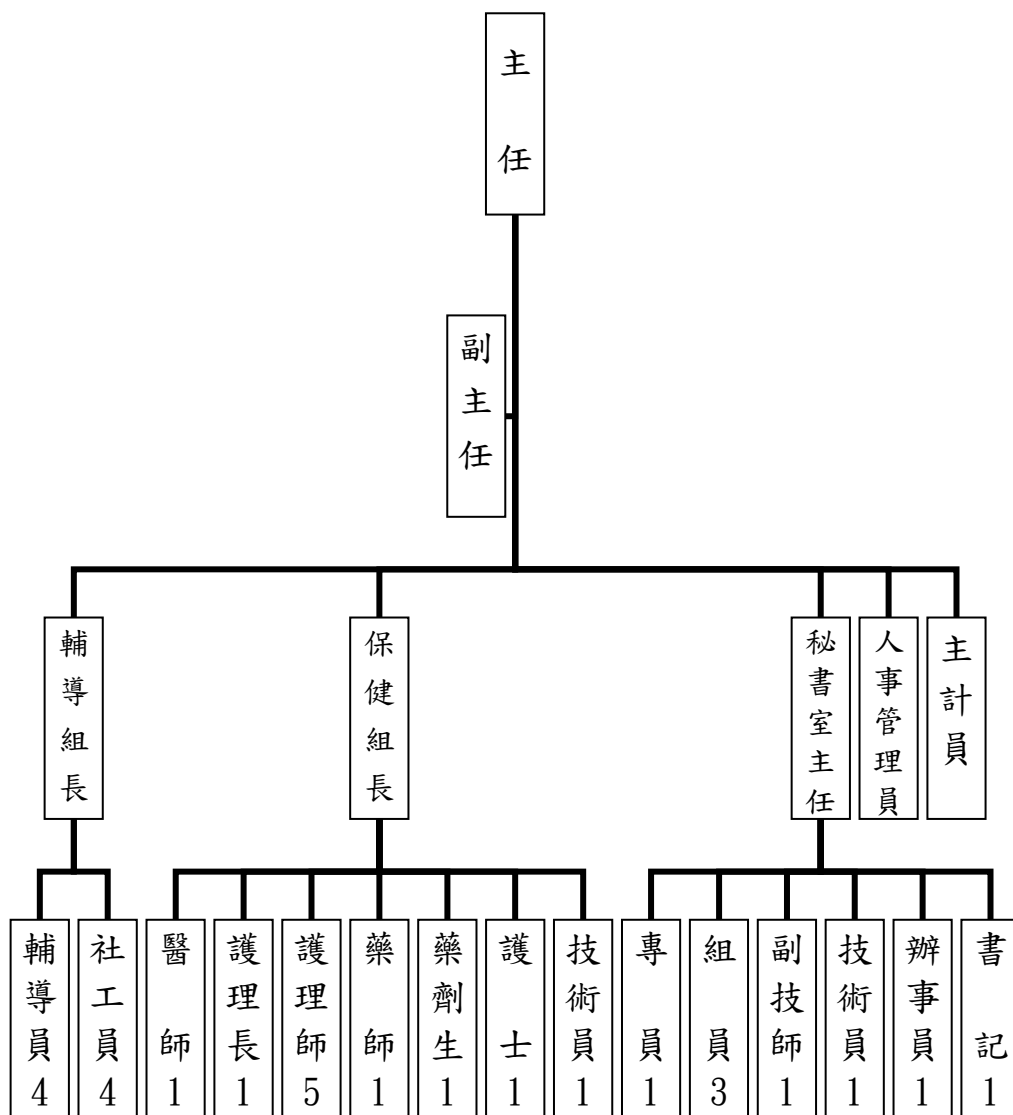 主任
副主任
輔導組長
保健組長
秘書室主任
人事管理員
主計員
輔導員4
社工員4
醫師1
護理長1
護理師5
藥師1
藥劑生1
護士1
技術員1
專員1
組員3
副技師1
技術員1
辦事員1
書記1